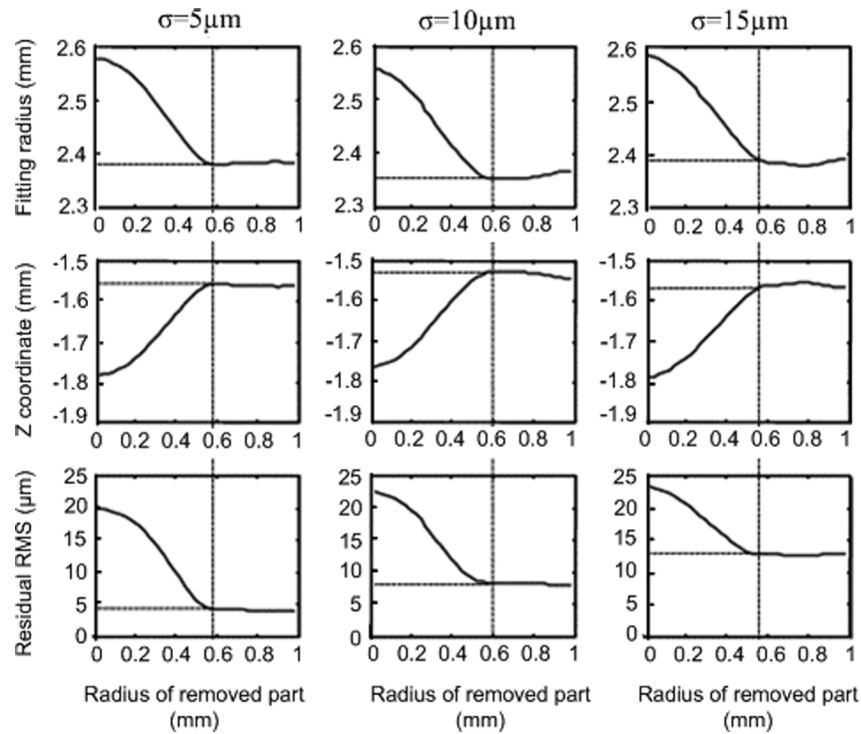 σ=5μm
σ=10μm
σ=15μm
Fitting radius (mm)
2.6
2.5
2.4
2.3
0 0.2 0.4 0.6 0.8 1
2.6
2.5
2.4
2.3
0 0.2 0.4 0.6 0.8 1
2.6
2.5
2.4
2.3
0 0.2 0.4 0.6 0.8 1
Z coordinate (mm)
-1.5
-1.6
-1.7
-1.8
-1.9
0 0.2 0.4 0.6 0.8 1
-1.5
-1.6
-1.7
-1.8
-1.9
0 0.2 0.4 0.6 0.8 1
-1.5
-1.6
-1.7
-1.8
-1.9
0 0.2 0.4 0.6 0.8 1
Residual RMS (μm)
25
20
15
10
5
0
0 0.2 0.4 0.6 0.8 1
25
20
15
10
5
0
0 0.2 0.4 0.6 0.8 1
25
20
15
10
5
0
0 0.2 0.4 0.6 0.8 1
Radius of removed part
(mm)
Radius of removed part
(mm)
Radius of removed part
(mm)